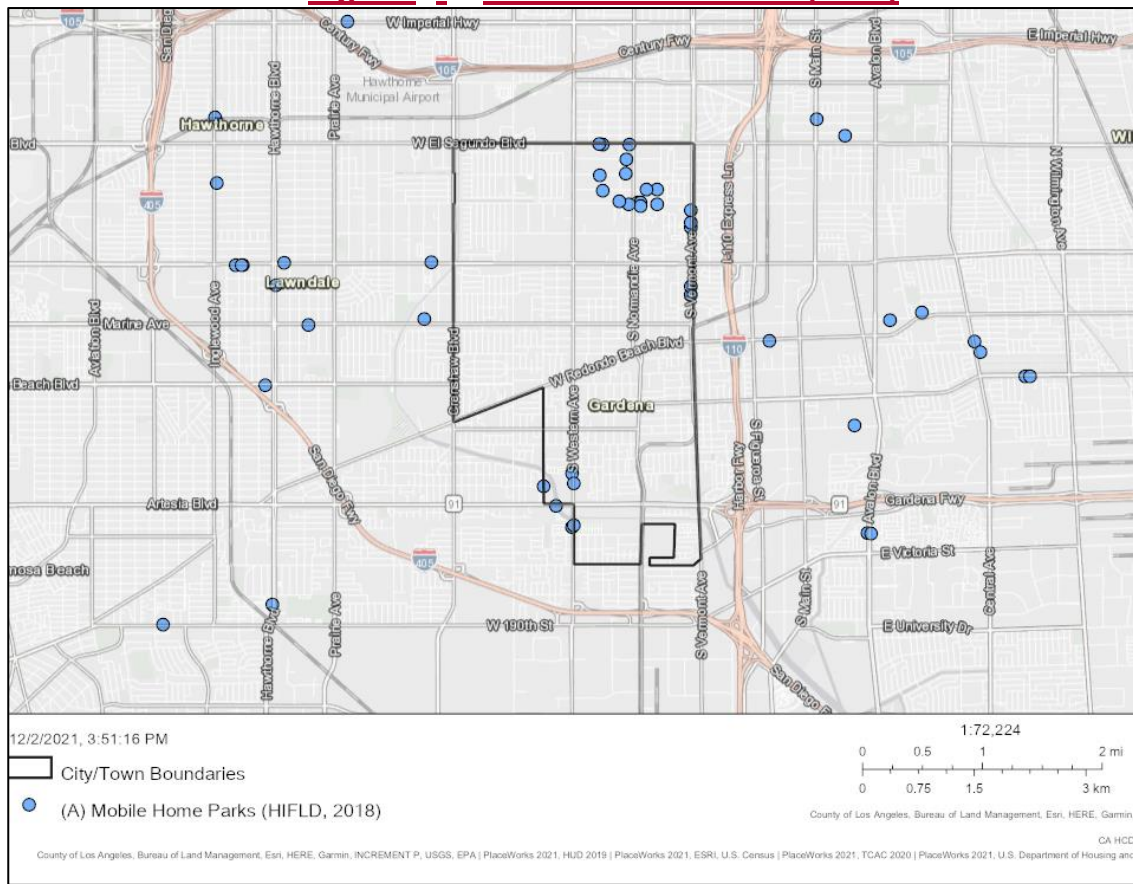 W Imperial Hwy
E Imperial Hwy
Century Fwy
Century Fwy
San Diego
105
105
105
Hawthorne Blvd
Prairie Ave
S Main St
Avalon Blvd
Hawthorne
Municipal Airport
Hawthorne
Blvd
W El Segundo Blvd
I-110 Express Ln
N Wilmington Ave
405
Inglewood Ave
Lawndale
S Normandie Ave
S Vermont Ave
Aviation Blvd
Marine Ave
Crenshaw Blvd
W Redondo Beach Blvd
110
Beach Blvd
Gardena
S Western Ave
San Diego Fwy
Harbor Fwy
S Figueroa St
Avalon Blvd
Artesia Blvd
91
91
Gardena Fwy
E Victoria St
405
nosa Beach
Hawthorne Blvd
Prairie Ave
W 190th St
S Vermont Ave
S Main St
Central Ave
E University Dr
San Diego F
12/2/2021, 3:51:16 PM
City/Town Boundaries
(A) Mobile Home Parks (HIFLD, 2018)
1:72,224
0 0.5 1 2 mi
0 0.75 1.5 3 km
County of Los Angeles, Bureau of Land Management, Esri, HERE, Garmin
CA HCD
County of Los Angeles, Bureau of Land Management, Esri, HERE, Garmin, INCREMENT P, USGS, EPA | PlaceWorks 2021, HUD 2019 | PlaceWorks 2021, ESRI, U.S. Census | PlaceWorks 2021, TCAC 2020 | PlaceWorks 2021, U.S. Department of Housing and